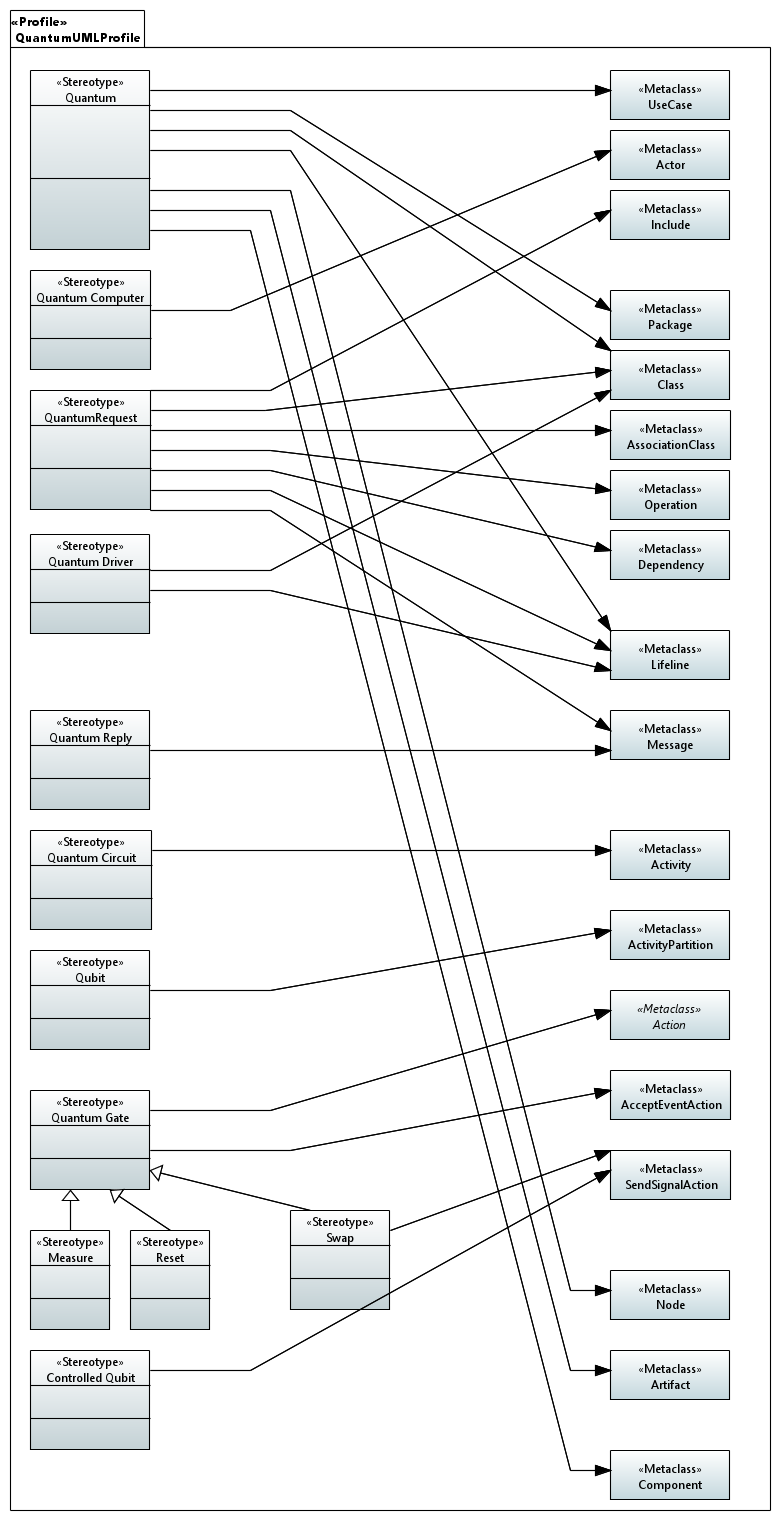 «Profile»
QuantumUMLProfile
«Stereotype»
Quantum
«Metaclass»
UseCase
«Metaclass»
Actor
«Metaclass»
Include
«Stereotype»
Quantum Computer
«Metaclass»
Package
«Metaclass»
Class
«Stereotype»
QuantumRequest
«Metaclass»
AssociationClass
«Metaclass»
Operation
«Stereotype»
Quantum Driver
«Metaclass»
Dependency
«Metaclass»
Lifeline
«Stereotype»
Quantum Reply
«Metaclass»
Message
«Stereotype»
Quantum Circuit
«Metaclass»
Activity
«Metaclass»
ActivityPartition
«Stereotype»
Qubit
«Metaclass»
Action
«Metaclass»
AcceptEventAction
«Stereotype»
Quantum Gate
«Metaclass»
SendSignalAction
«Stereotype»
Swap
«Stereotype»
Measure
«Stereotype»
Reset
«Metaclass»
Node
«Stereotype»
Controlled Qubit
«Metaclass»
Artifact
«Metaclass»
Component